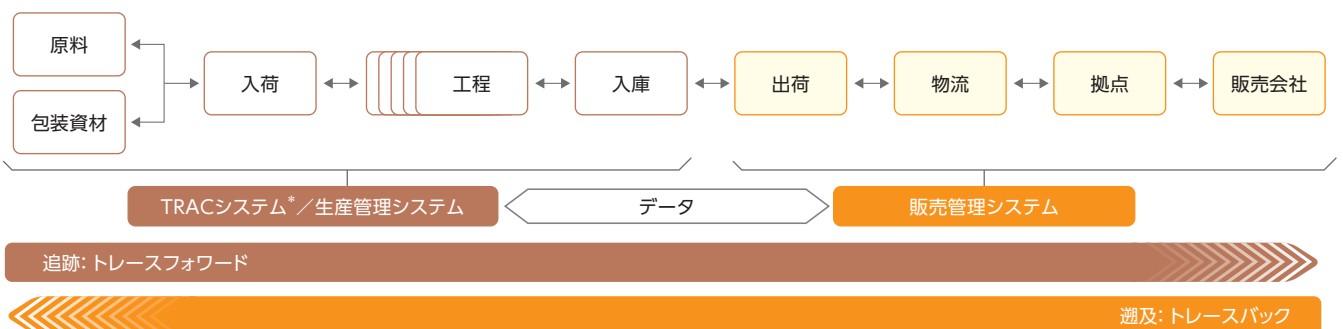 原料
包装資材
入荷
工程
入庫
出荷
物流
拠点
販売会社
TRACシステム*／生産管理システム
データ
販売管理システム
追跡：トレースフォワード
遡及：トレースバック